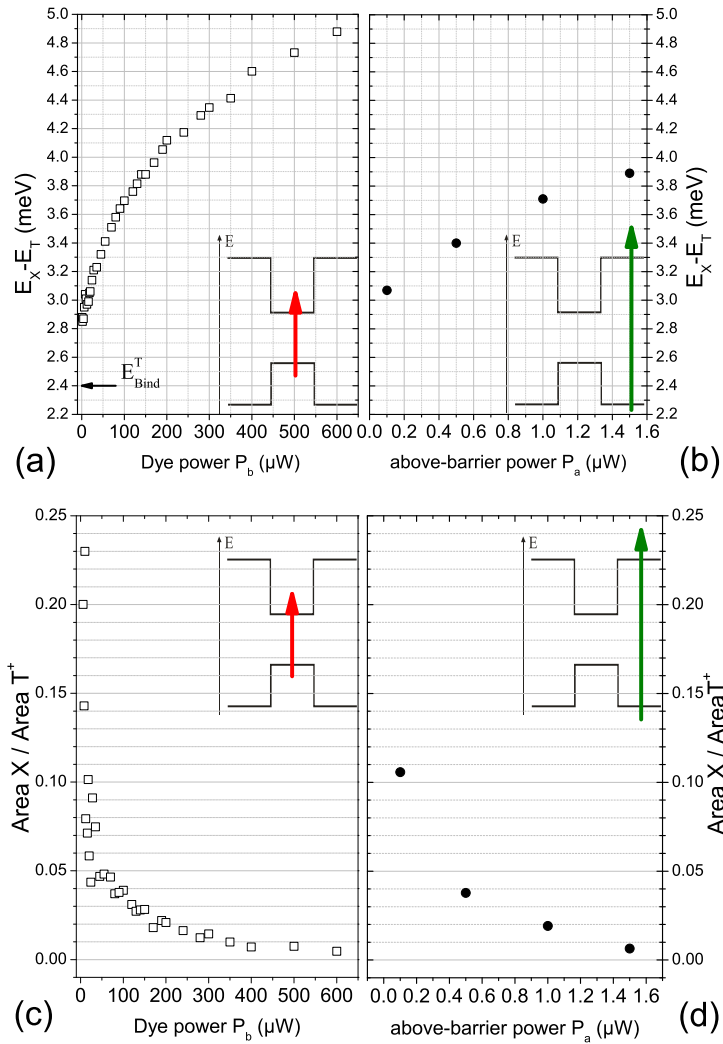 5.0
4.8
4.6
4.4
4.2
4.0
3.8
3.6
3.4
3.2
3.0
2.8
2.6
2.4
2.2
E_X-E_T (meV)
E
E^T_Bind
0 100 200 300 400 500 600
Dye power P_b (µW)
(a)
5.0
4.8
4.6
4.4
4.2
4.0
3.8
3.6
3.4
3.2
3.0
2.8
2.6
2.4
2.2
E_X-E_T (meV)
E
0.0 0.2 0.4 0.6 0.8 1.0 1.2 1.4 1.6
above-barrier power P_a (µW)
(b)
0.25
0.20
0.15
0.10
0.05
0.00
Area X / Area T^+
E
0 100 200 300 400 500 600
Dye power P_b (µW)
(c)
0.25
0.20
0.15
0.10
0.05
0.00
Area X / Area T^+
E
0.0 0.2 0.4 0.6 0.8 1.0 1.2 1.4 1.6
above-barrier power P_a (µW)
(d)